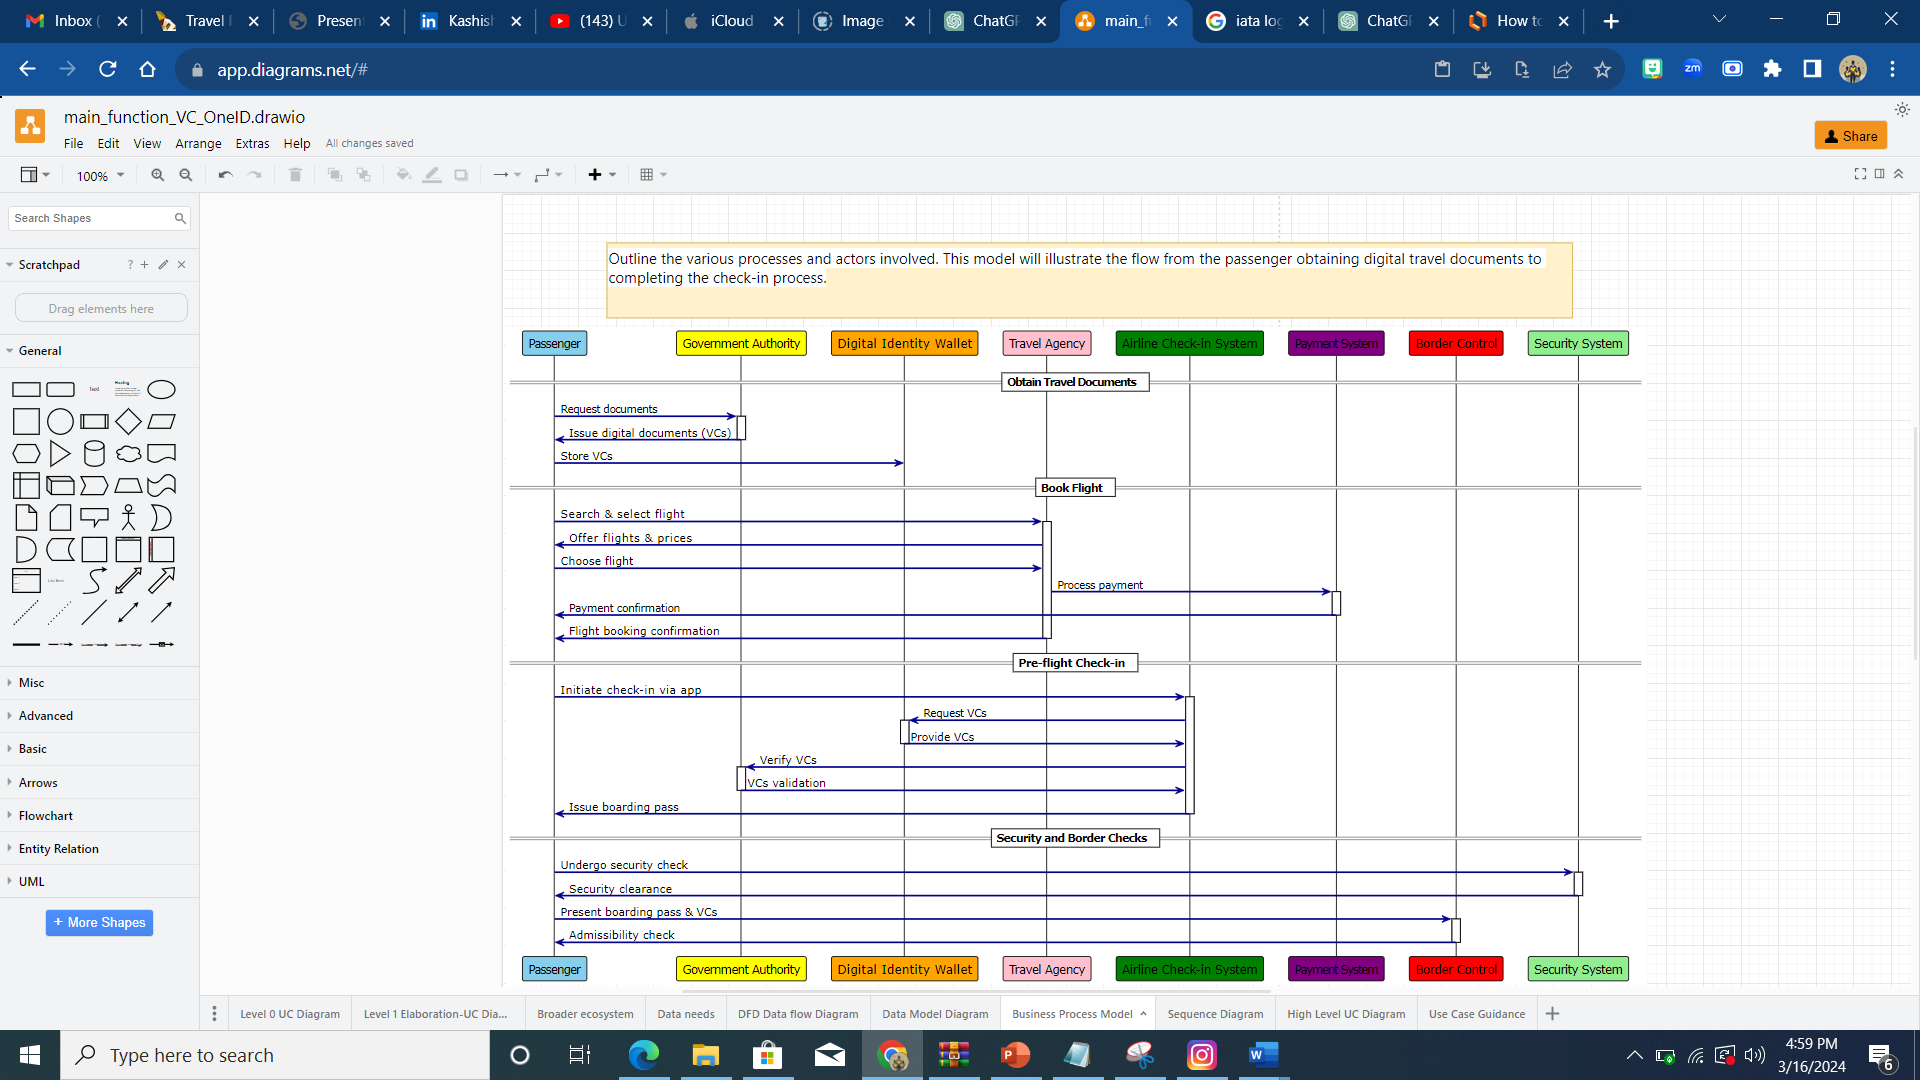 Inbox (
Travel F
Present
Kashish
(143) U
iCloud
Image
ChatGP
main_fu
iata log
ChatGP
How to
app.diagrams.net/#
zm
main_function_VC_OneID.drawio
File Edit View Arrange Extras Help All changes saved
Share
100%
Search Shapes
Scratchpad
?
Drag elements here
General
Text
Heading
List Item
Misc
Advanced
Basic
Arrows
Flowchart
Entity Relation
UML
+ More Shapes
Outline the various processes and actors involved. This model will illustrate the flow from the passenger obtaining digital travel documents to
completing the check-in process.
Passenger Government Authority Digital Identity Wallet Travel Agency Airline Check-in System Payment System Border Control Security System
Obtain Travel Documents
Request documents
Issue digital documents (VCs)
Store VCs
Book Flight
Search & select flight
Offer flights & prices
Choose flight
Process payment
Payment confirmation
Flight booking confirmation
Pre-flight Check-in
Initiate check-in via app
Request VCs
Provide VCs
Verify VCs
VCs validation
Issue boarding pass
Security and Border Checks
Undergo security check
Security clearance
Present boarding pass & VCs
Admissibility check
Passenger Government Authority Digital Identity Wallet Travel Agency Airline Check-in System Payment System Border Control Security System
Level 0 UC Diagram Level 1 Elaboration-UC Dia... Broader ecosystem Data needs DFD Data flow Diagram Data Model Diagram Business Process Model Sequence Diagram High Level UC Diagram Use Case Guidance
Type here to search
4:59 PM
3/16/2024
6